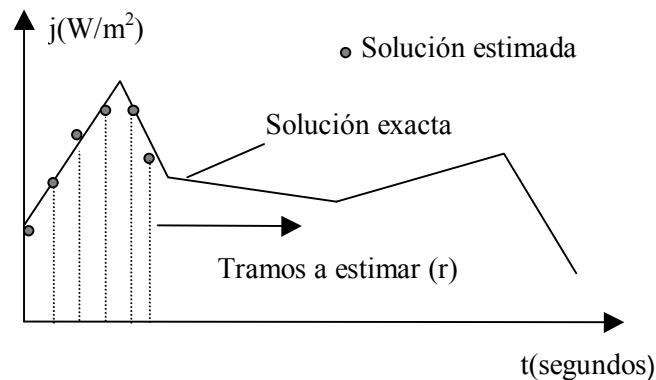 j(W/m²)
Solución estimada
Solución exacta
Tramos a estimar (r)
t(segundos)